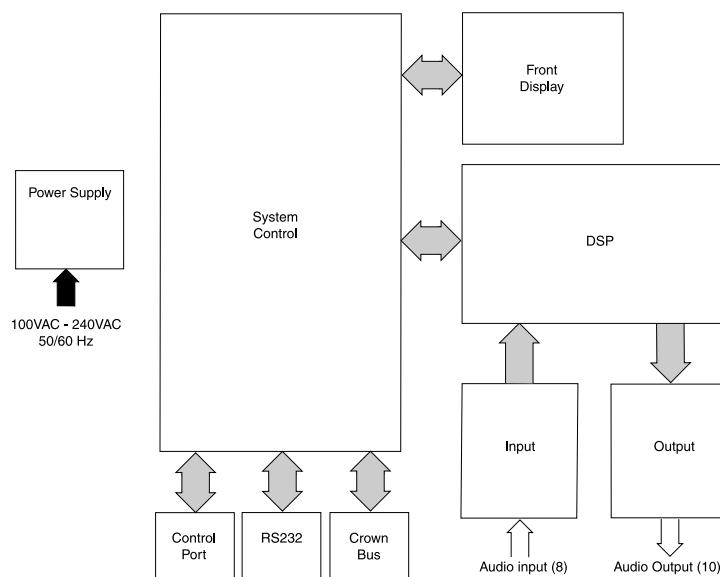 Front
Display
Power Supply
System
Control
DSP
100VAC - 240VAC
50/60 Hz
Input
Output
Control
Port
RS232
Crown
Bus
Audio input (8)
Audio Output (10)